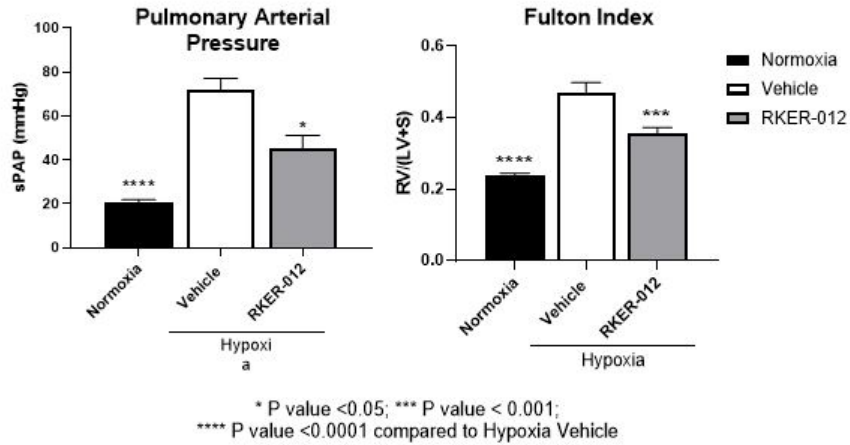 Pulmonary Arterial
Pressure
sPAP (mmHg)
100
80
60
40
20
0
****
*
Normoxia
Vehicle
RKER-012
Hypoxi
a
Fulton Index
RV/(LV+S)
0.6
0.4
0.2
0.0
****
***
Normoxia
Vehicle
RKER-012
Hypoxia
Normoxia
Vehicle
RKER-012
* P value <0.05; *** P value < 0.001;
**** P value <0.0001 compared to Hypoxia Vehicle